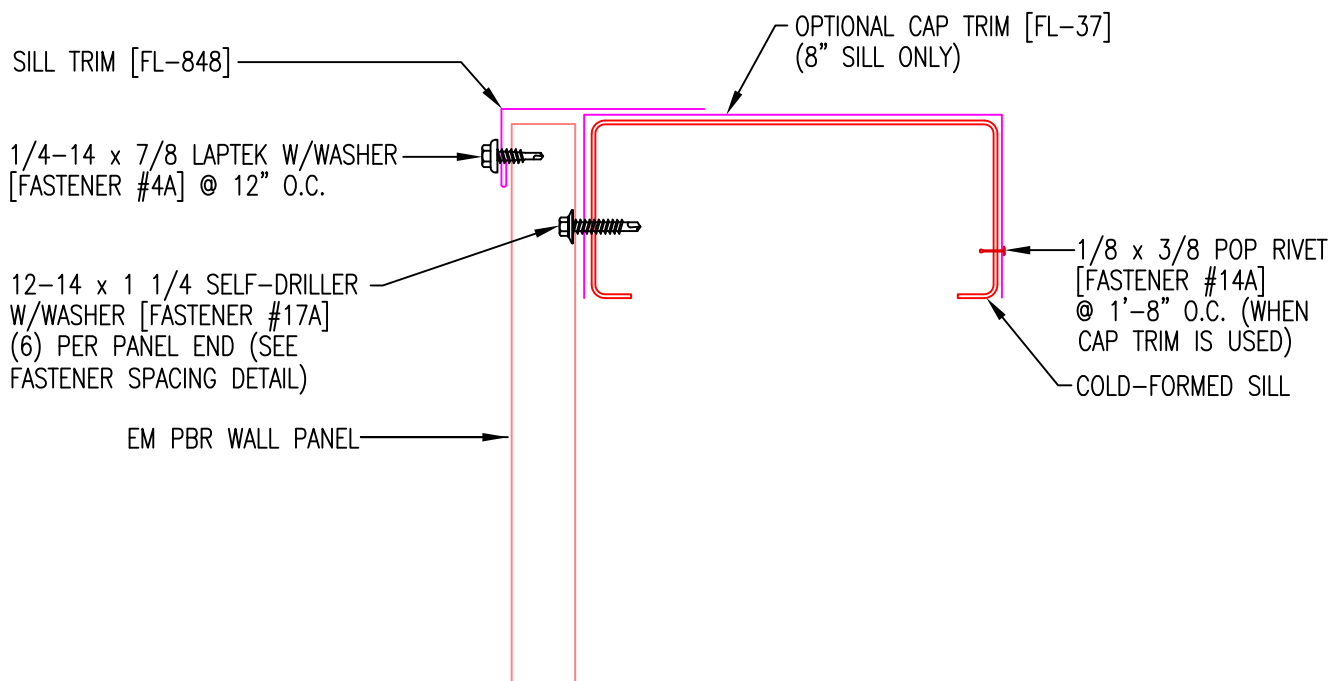 SILL TRIM [FL-848]
OPTIONAL CAP TRIM [FL-37]
(8" SILL ONLY)
1/4-14 x 7/8 LAPTEK W/WASHER
[FASTENER #4A] @ 12" O.C.
12-14 x 1 1/4 SELF-DRILLER
W/WASHER [FASTENER #17A]
(6) PER PANEL END (SEE
FASTENER SPACING DETAIL)
1/8 x 3/8 POP RIVET
[FASTENER #14A]
@ 1'-8" O.C. (WHEN
CAP TRIM IS USED)
COLD-FORMED SILL
EM PBR WALL PANEL